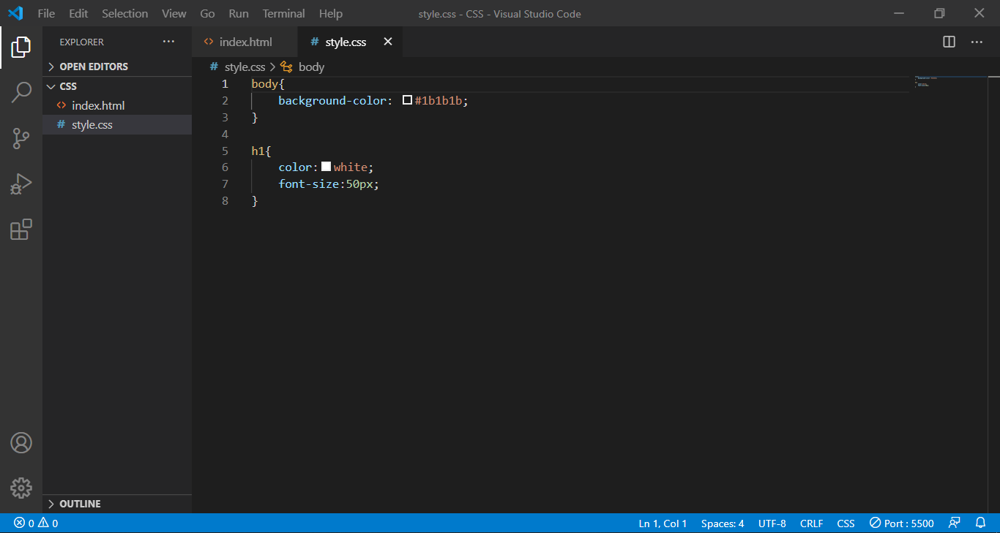 File Edit Selection View Go Run Terminal Help style.css - CSS - Visual Studio Code
EXPLORER
OPEN EDITORS
CSS
index.html
style.css
OUTLINE
index.html style.css
style.css > body
1 body{
2     background-color: #1b1b1b;
3 }
4
5 h1{
6     color:white;
7     font-size:50px;
8 }
0 0 Ln 1, Col 1 Spaces: 4 UTF-8 CRLF CSS Port : 5500